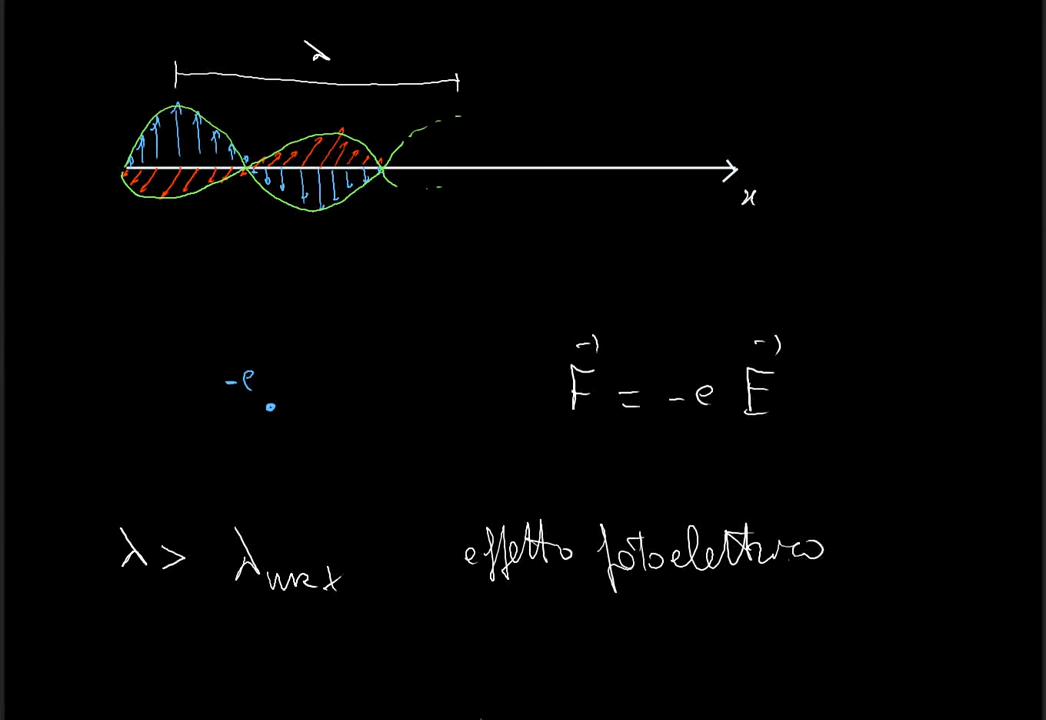 λ
x
-e
F⃗ = -e E⃗
λ > λmax effetto fotoelettrico